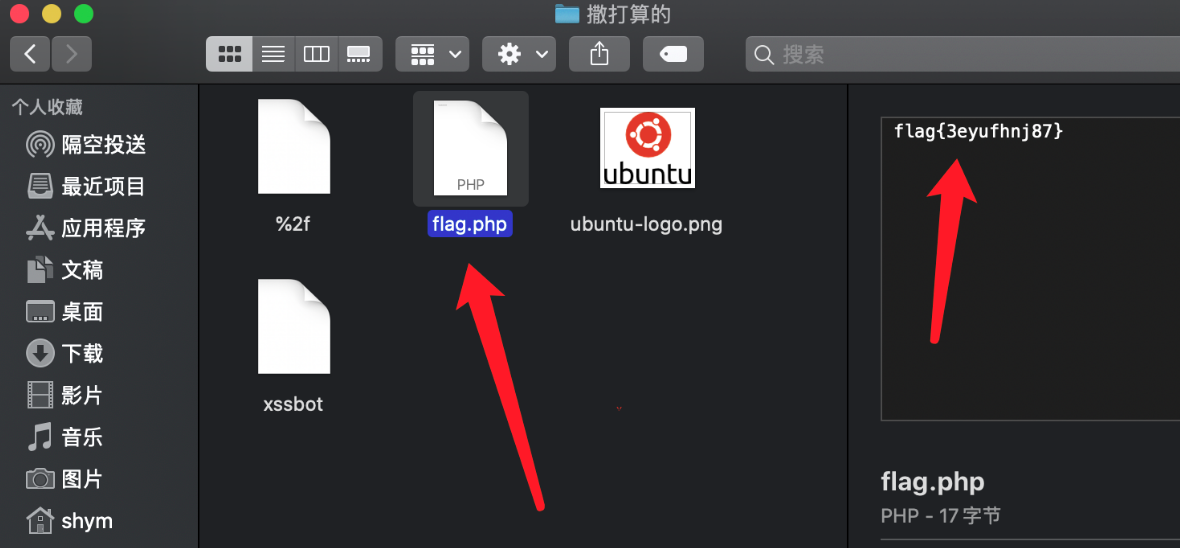 撒打算的
搜索
个人收藏
隔空投送
最近项目
应用程序
文稿
桌面
下载
影片
音乐
图片
shym
PHP
ubuntu
%2f
flag.php
ubuntu-logo.png
xssbot
flag{3eyufhnj87}
flag.php
PHP - 17 字节